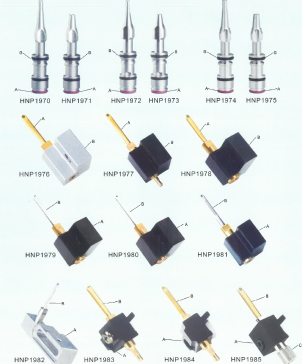 B B B B B B
A A A A A A
HNP1970 HNP1971 HNP1972 HNP1973 HNP1974 HNP1975
A B A B A B
HNP1976 HNP1977 HNP1978
B A B A B A
HNP1979 HNP1980 HNP1981
B A B A B A B C A
HNP1982 HNP1983 HNP1984 HNP1985